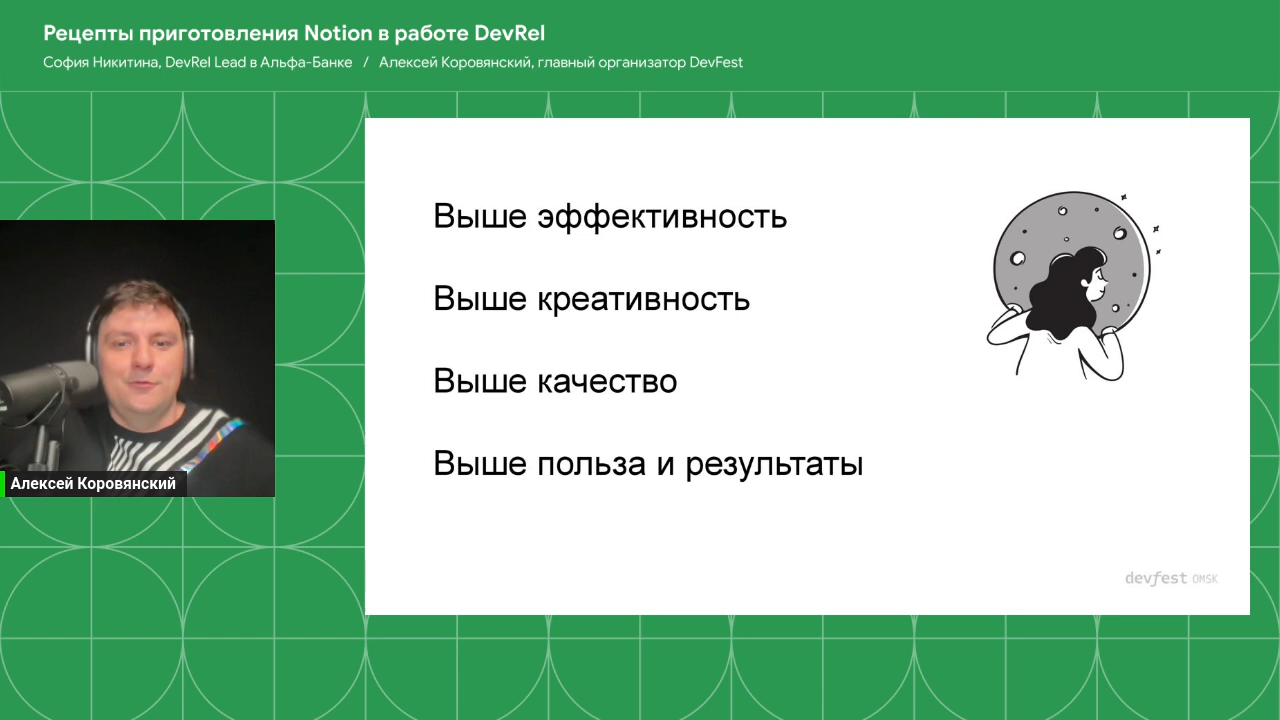 Рецепты приготовления Notion в работе DevRel
София Никитина, DevRel Lead в Альфа-Банке / Алексей Коровянский, главный организатор DevFest
Выше эффективность
Выше креативность
Выше качество
Выше польза и результаты
Алексей Коровянский
devfest OMSK